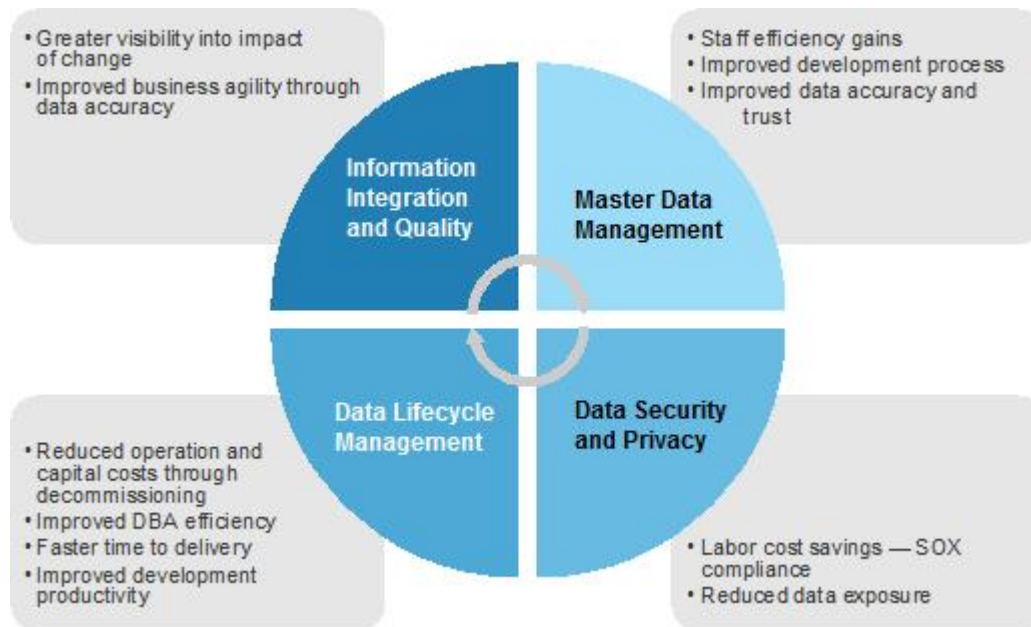 • Greater visibility into impact
of change
• Improved business agility through
data accuracy
• Staff efficiency gains
• Improved development process
• Improved data accuracy and
trust
Information
Integration
and Quality
Master Data
Management
Data Lifecycle
Management
Data Security
and Privacy
• Reduced operation and
capital costs through
decommissioning
• Improved DBA efficiency
• Faster time to delivery
• Improved development
productivity
• Labor cost savings — SOX
compliance
• Reduced data exposure